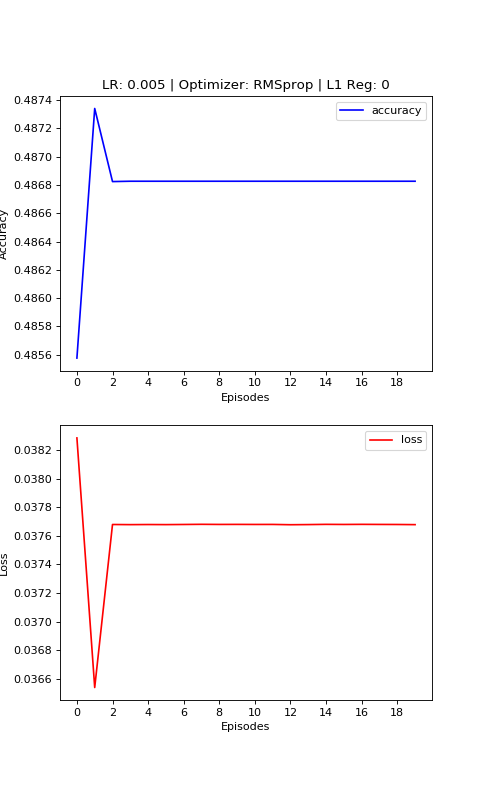 LR: 0.005 | Optimizer: RMSprop | L1 Reg: 0
accuracy
0.4874
0.4872
0.4870
0.4868
0.4866
0.4864
0.4862
0.4860
0.4858
0.4856
Accuracy
0 2 4 6 8 10 12 14 16 18
Episodes
loss
0.0382
0.0380
0.0378
0.0376
0.0374
0.0372
0.0370
0.0368
0.0366
Loss
0 2 4 6 8 10 12 14 16 18
Episodes